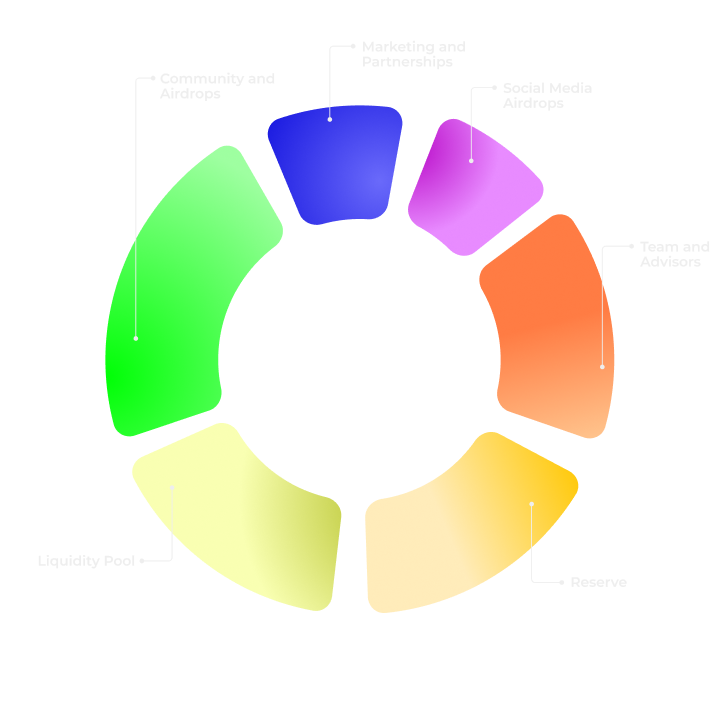 Marketing and
Partnerships
Community and
Airdrops
Social Media
Airdrops
Team and
Advisors
Liquidity Pool
Reserve